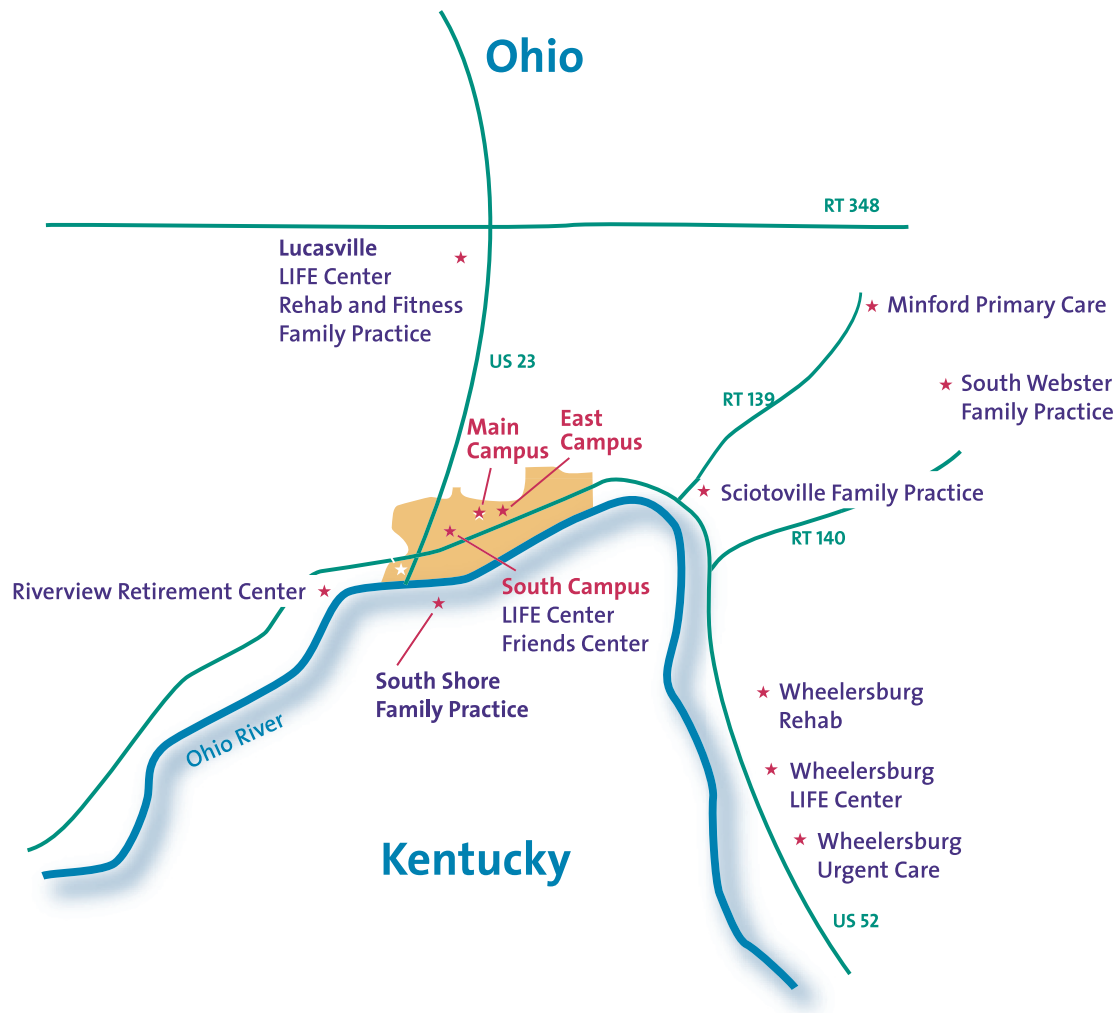 Ohio
RT 348
Lucasville
LIFE Center
Rehab and Fitness
Family Practice
Minford Primary Care
US 23
South Webster
Family Practice
RT 139
Main
Campus
East
Campus
Sciotoville Family Practice
RT 140
Riverview Retirement Center
South Campus
LIFE Center
Friends Center
South Shore
Family Practice
Wheelersburg
Rehab
Ohio River
Wheelersburg
LIFE Center
Kentucky
Wheelersburg
Urgent Care
US 52